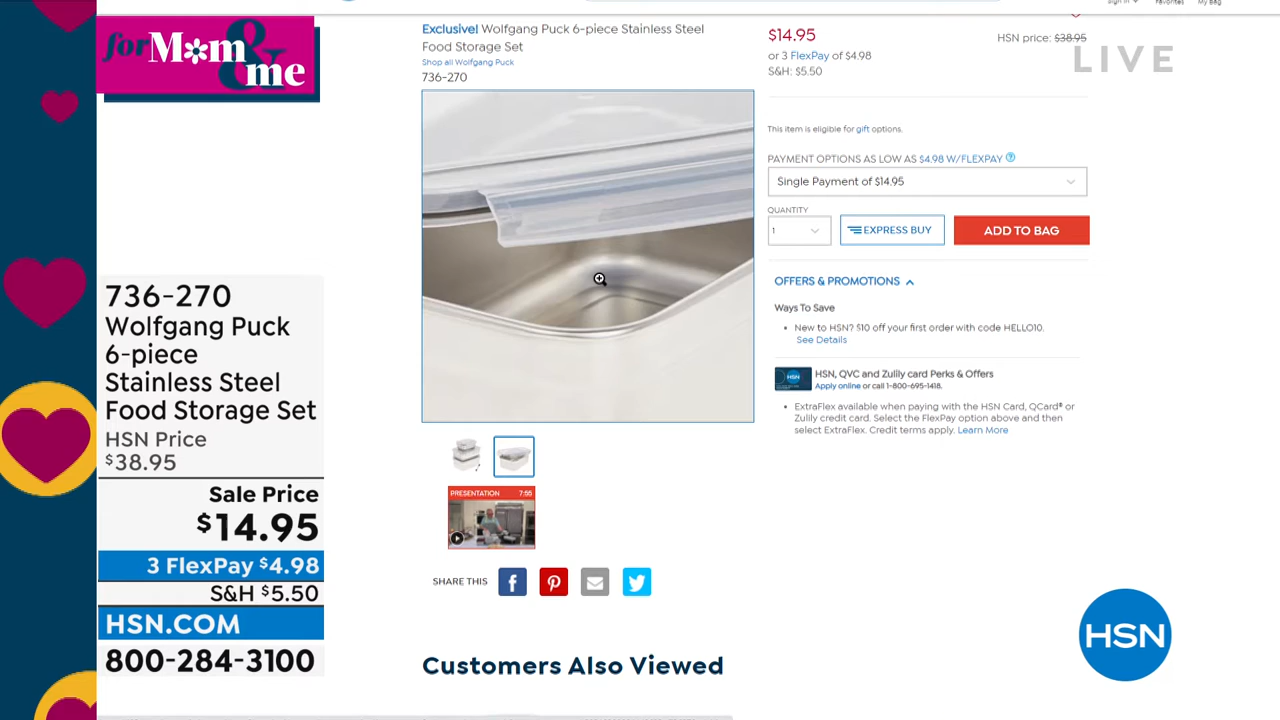 for Mom
&
me
736-270
Wolfgang Puck
6-piece
Stainless Steel
Food Storage Set
HSN Price
$38.95
Sale Price
$14.95
3 FlexPay $4.98
S&H $5.50
HSN.COM
800-284-3100
Sign In
Favorites
My Bag
Exclusive! Wolfgang Puck 6-piece Stainless Steel
Food Storage Set
Shop all Wolfgang Puck
736-270
PRESENTATION 7:55
SHARE THIS
Customers Also Viewed
$14.95
HSN price: $38.95
or 3 FlexPay of $4.98
S&H: $5.50
LIVE
This item is eligible for gift options.
PAYMENT OPTIONS AS LOW AS $4.98 W/FLEXPAY ?
Single Payment of $14.95
QUANTITY
1
EXPRESS BUY
ADD TO BAG
OFFERS & PROMOTIONS
Ways To Save
• New to HSN? $10 off your first order with code HELLO10.
See Details
HSN
HSN, QVC and Zulily card Perks & Offers
Apply online or call 1-800-695-1418.
• ExtraFlex available when paying with the HSN Card, QCard® or
Zulily credit card. Select the FlexPay option above and then
select ExtraFlex. Credit terms apply. Learn More
HSN